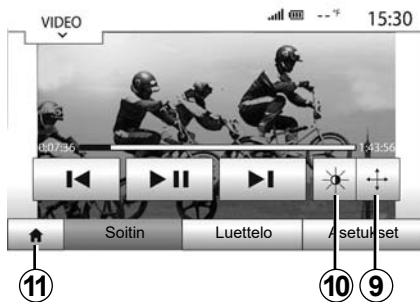 VIDEO
--°F 15:30
0:07:36 1:43:56
Soitin Luettelo Asetukset
11 10 9